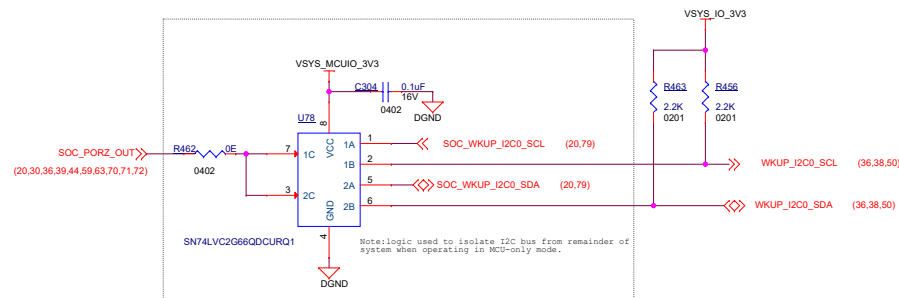 VSYS_IO_3V3
VSYS_MCUIO_3V3
C304 0.1uF
16V
0402
DGND
R463 R456
2.2K 2.2K
0201 0201
U78
8
VCC
SOC_PORZ_OUT
(20,30,36,39,44,59,63,70,71,72)
R462 0E
0402
7 1C
3 2C
1A 1 SOC_WKUP_I2C0_SCL (20,79)
1B 2 WKUP_I2C0_SCL (36,38,50)
2A 5 SOC_WKUP_I2C0_SDA (20,79)
2B 6 WKUP_I2C0_SDA (36,38,50)
GND
4
SN74LVC2G66QDCURQ1
Note:logic used to isolate I2C bus from remainder of
system when operating in MCU-only mode.
DGND